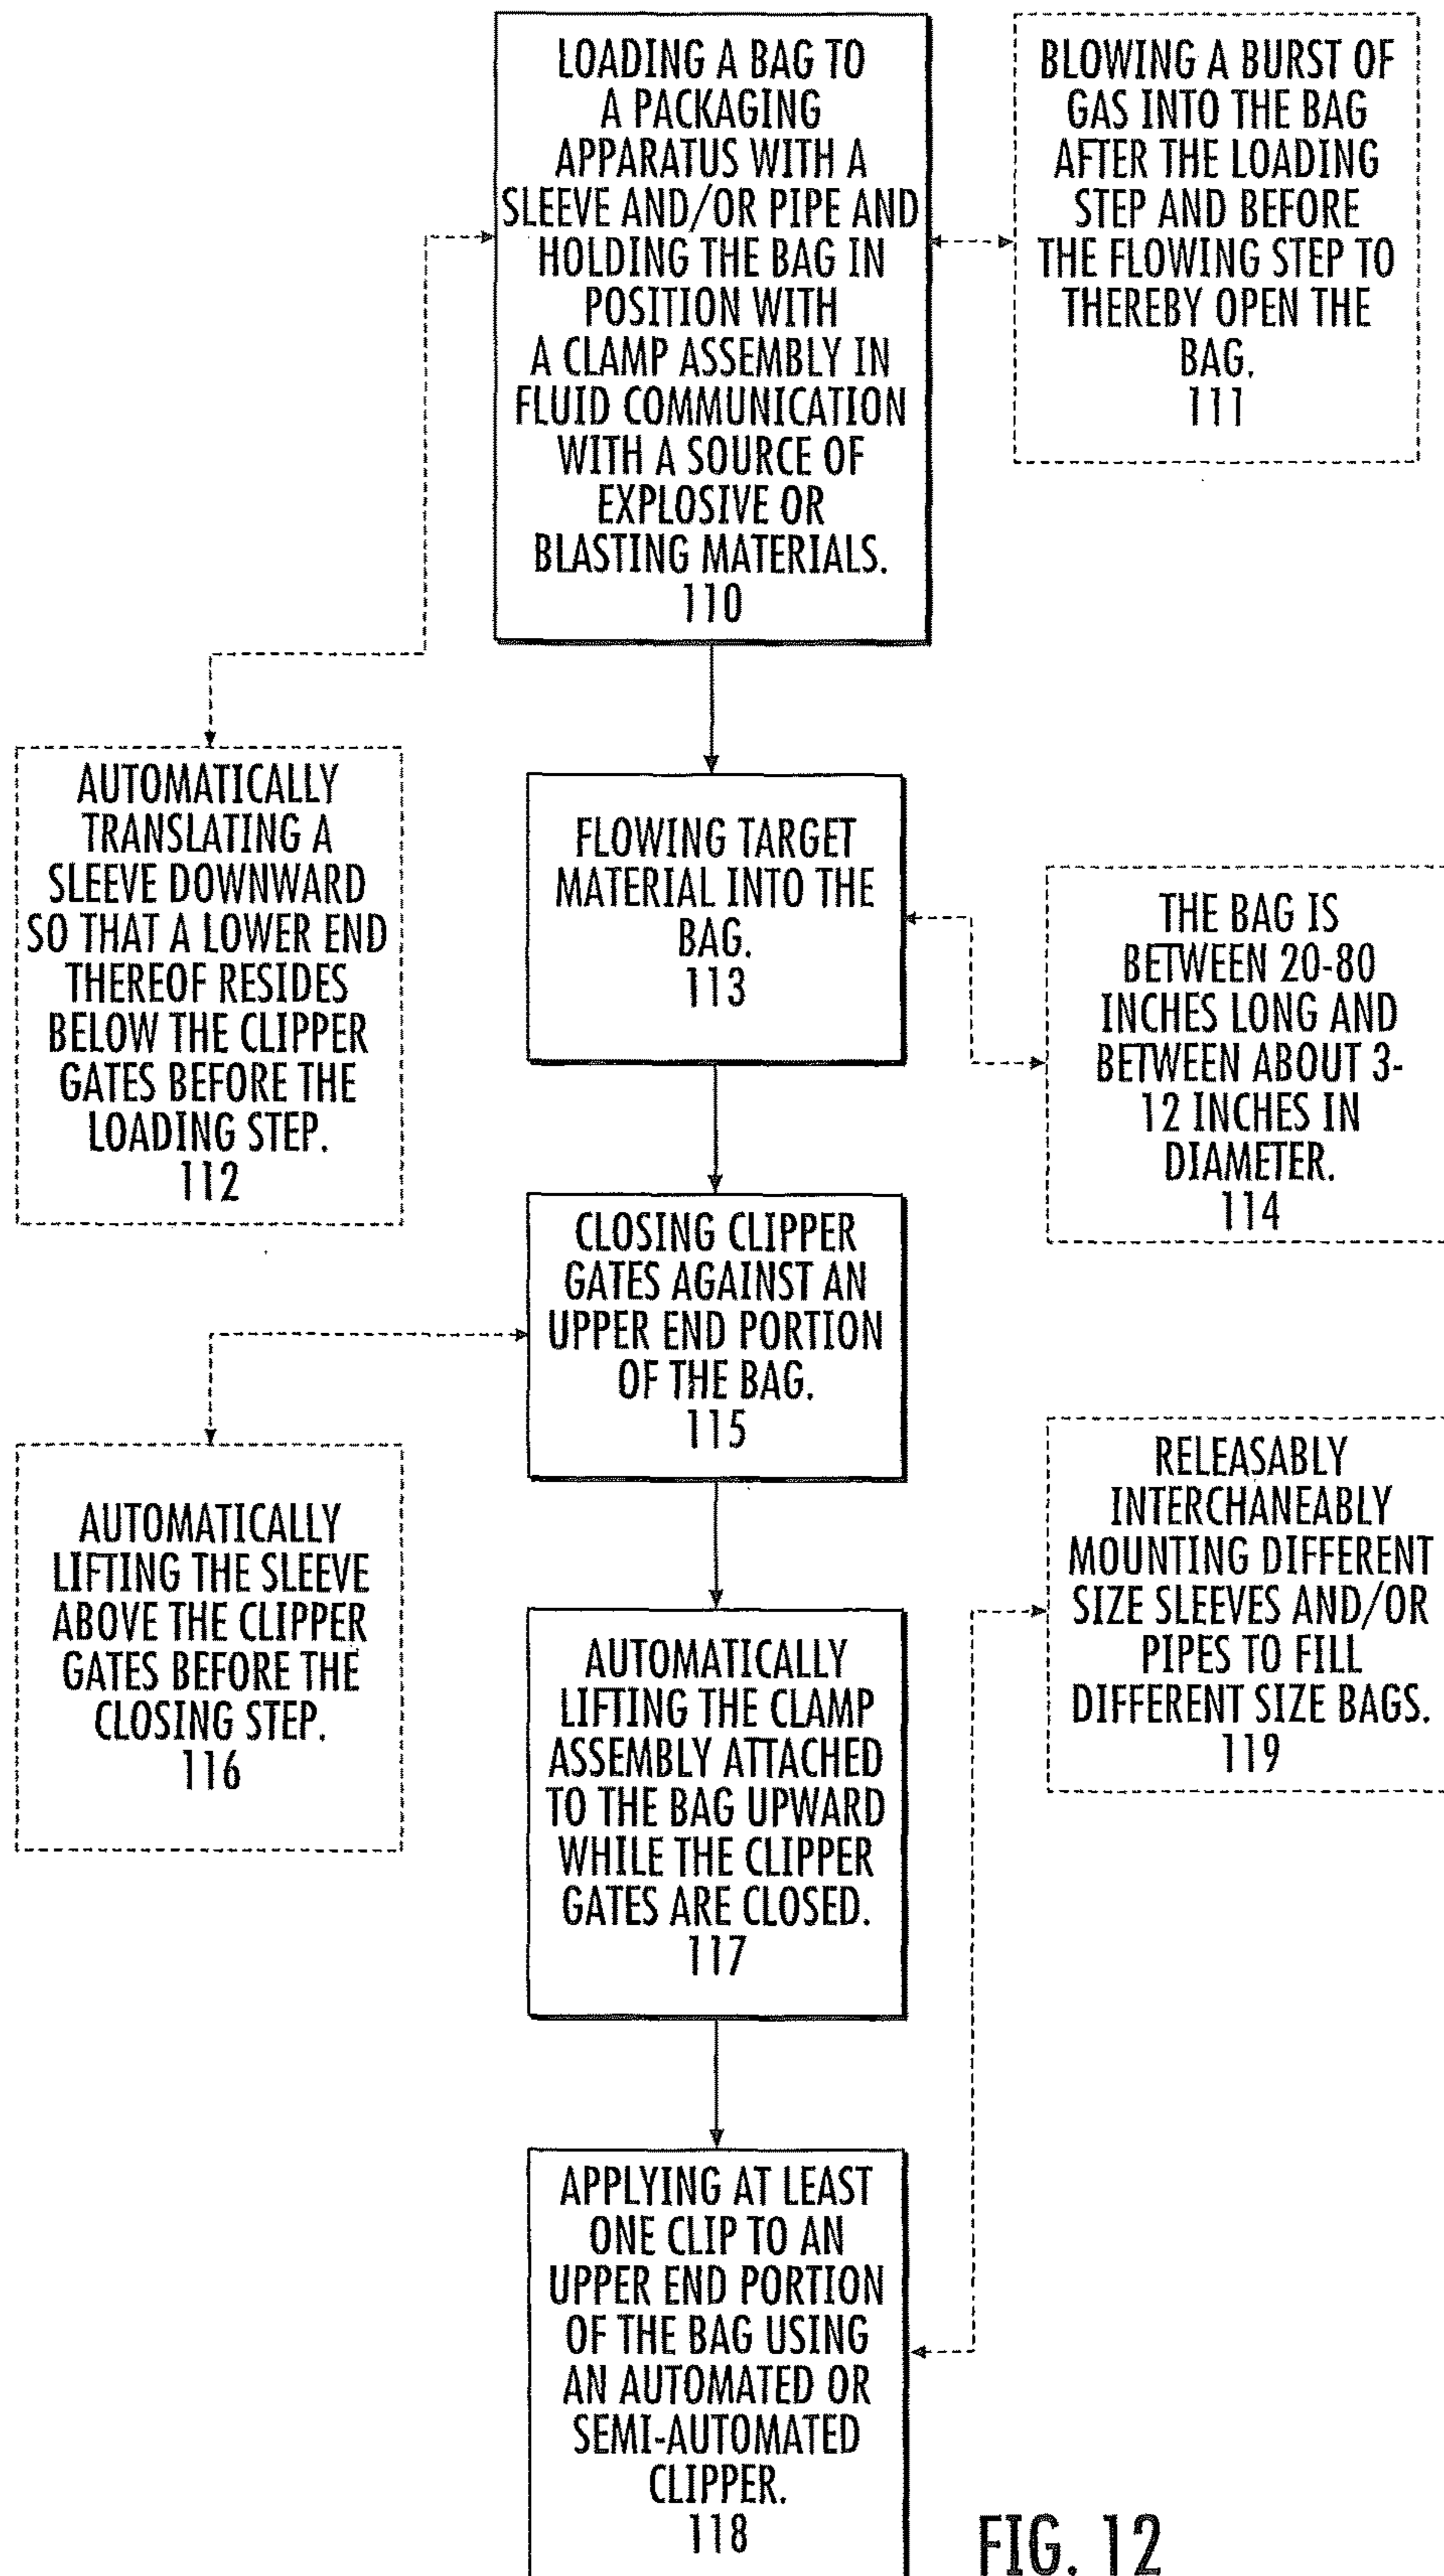 LOADING A BAG TO
A PACKAGING
APPARATUS WITH A
SLEEVE AND/OR PIPE AND
HOLDING THE BAG IN
POSITION WITH
A CLAMP ASSEMBLY IN
FLUID COMMUNICATION
WITH A SOURCE OF
EXPLOSIVE OR
BLASTING MATERIALS.
110
BLOWING A BURST OF
GAS INTO THE BAG
AFTER THE LOADING
STEP AND BEFORE
THE FLOWING STEP TO
THEREBY OPEN THE
BAG.
111
AUTOMATICALLY
TRANSLATING A
SLEEVE DOWNWARD
SO THAT A LOWER END
THEREOF RESIDES
BELOW THE CLIPPER
GATES BEFORE THE
LOADING STEP.
112
FLOWING TARGET
MATERIAL INTO THE
BAG.
113
THE BAG IS
BETWEEN 20-80
INCHES LONG AND
BETWEEN ABOUT 3-
12 INCHES IN
DIAMETER.
114
CLOSING CLIPPER
GATES AGAINST AN
UPPER END PORTION
OF THE BAG.
115
AUTOMATICALLY
LIFTING THE SLEEVE
ABOVE THE CLIPPER
GATES BEFORE THE
CLOSING STEP.
116
AUTOMATICALLY
LIFTING THE CLAMP
ASSEMBLY ATTACHED
TO THE BAG UPWARD
WHILE THE CLIPPER
GATES ARE CLOSED.
117
RELEASABLY
INTERCHANEABLY
MOUNTING DIFFERENT
SIZE SLEEVES AND/OR
PIPES TO FILL
DIFFERENT SIZE BAGS.
119
APPLYING AT LEAST
ONE CLIP TO AN
UPPER END PORTION
OF THE BAG USING
AN AUTOMATED OR
SEMI-AUTOMATED
CLIPPER.
118
FIG. 12